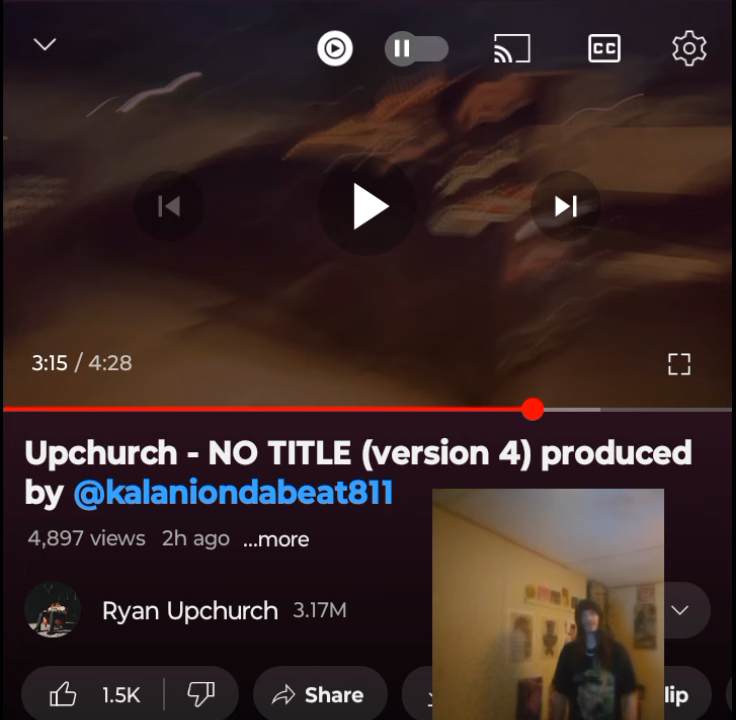 CC
3:15 / 4:28
Upchurch - NO TITLE (version 4) produced
by @kalaniondabeat811
4,897 views 2h ago ...more
Ryan Upchurch 3.17M
1.5K Share lip